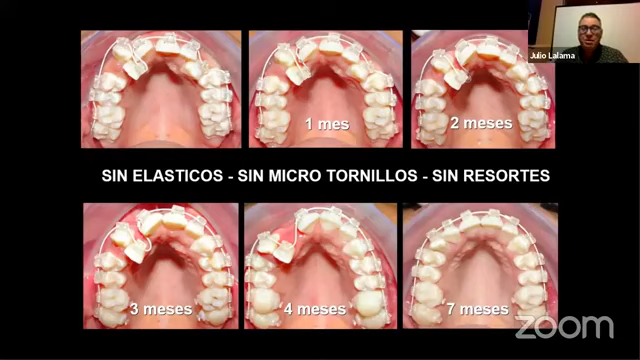 Julio Lalama
1 mes
2 meses
SIN ELASTICOS - SIN MICRO TORNILLOS - SIN RESORTES
3 meses
4 meses
7 meses
zoom